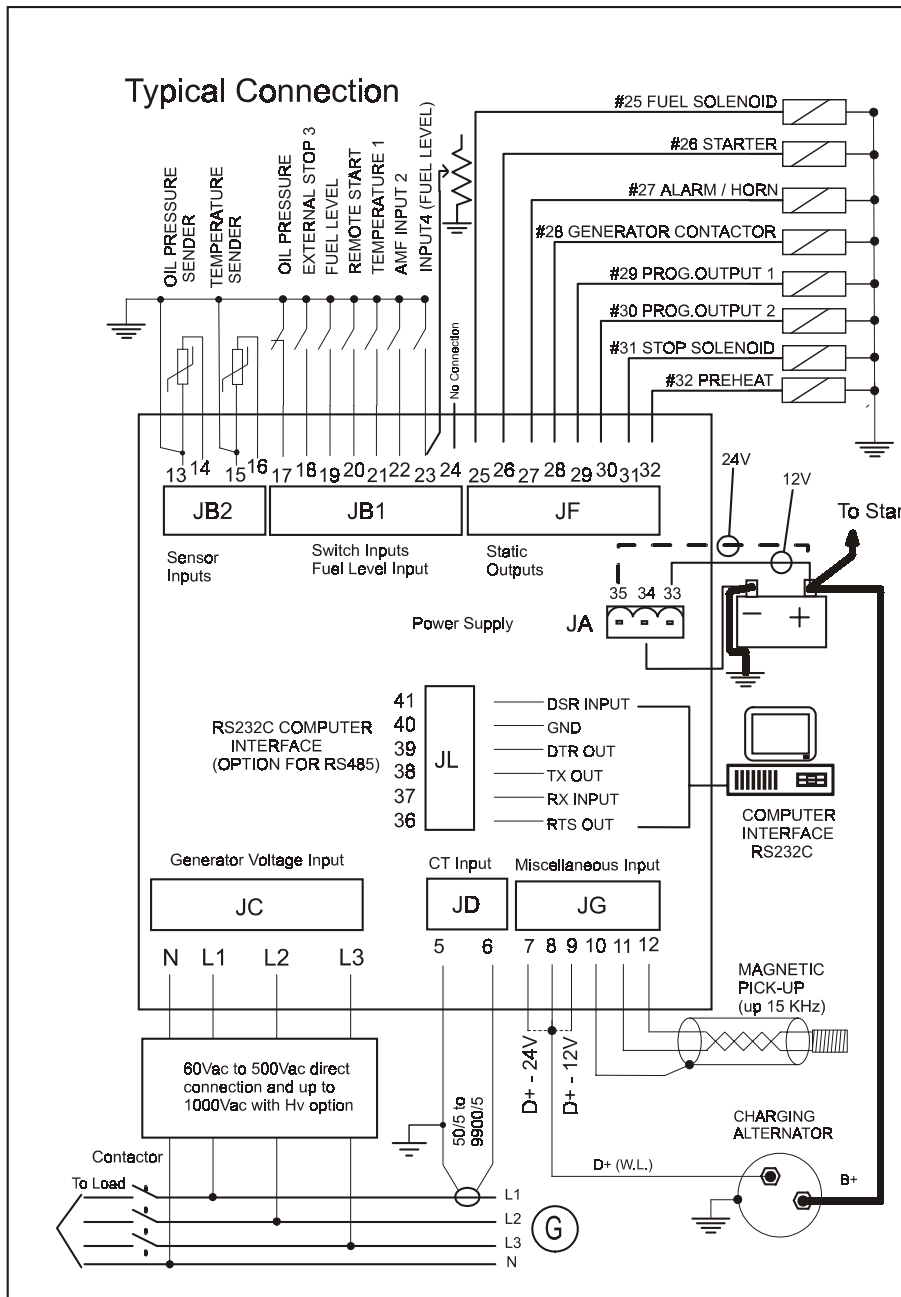 Typical Connection
OIL PRESSURE
SENDER
TEMPERATURE
SENDER
OIL PRESSURE
EXTERNAL STOP 3
FUEL LEVEL
REMOTE START
TEMPERATURE 1
AMF INPUT 2
INPUT4 (FUEL LEVEL)
No Connection
#25 FUEL SOLENOID
#26 STARTER
#27 ALARM / HORN
#28 GENERATOR CONTACTOR
#29 PROG.OUTPUT 1
#30 PROG.OUTPUT 2
#31 STOP SOLENOID
#32 PREHEAT
13 14 15 16 17 18 19 20 21 22 23 24 25 26 27 28 29 30 31 32
JB2 JB1 JF
Sensor
Inputs
Switch Inputs
Fuel Level Input
Static
Outputs
24V
12V
To Star
35 34 33
Power Supply JA
− +
RS232C COMPUTER
INTERFACE
(OPTION FOR RS485)
JL
41 DSR INPUT
40 GND
39 DTR OUT
38 TX OUT
37 RX INPUT
36 RTS OUT
COMPUTER
INTERFACE
RS232C
Generator Voltage Input
JC
N L1 L2 L3
CT Input
JD
5 6
Miscellaneous Input
JG
7 8 9 10 11 12
MAGNETIC
PICK-UP
(up 15 KHz)
60Vac to 500Vac direct
connection and up to
1000Vac with Hv option
50/5 to
9900/5
D+ - 24V
D+ - 12V
CHARGING
ALTERNATOR
D+ (W.L.)
B+
Contactor
To Load
L1
L2
L3
N
G